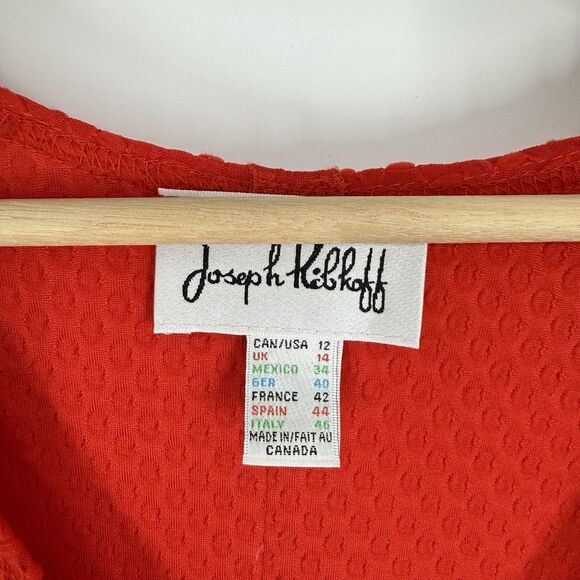 Joseph Ribkoff
CAN/USA 12
UK 14
MEXICO 34
GER 40
FRANCE 42
SPAIN 44
ITALY 46
MADE IN/FAIT AU
CANADA